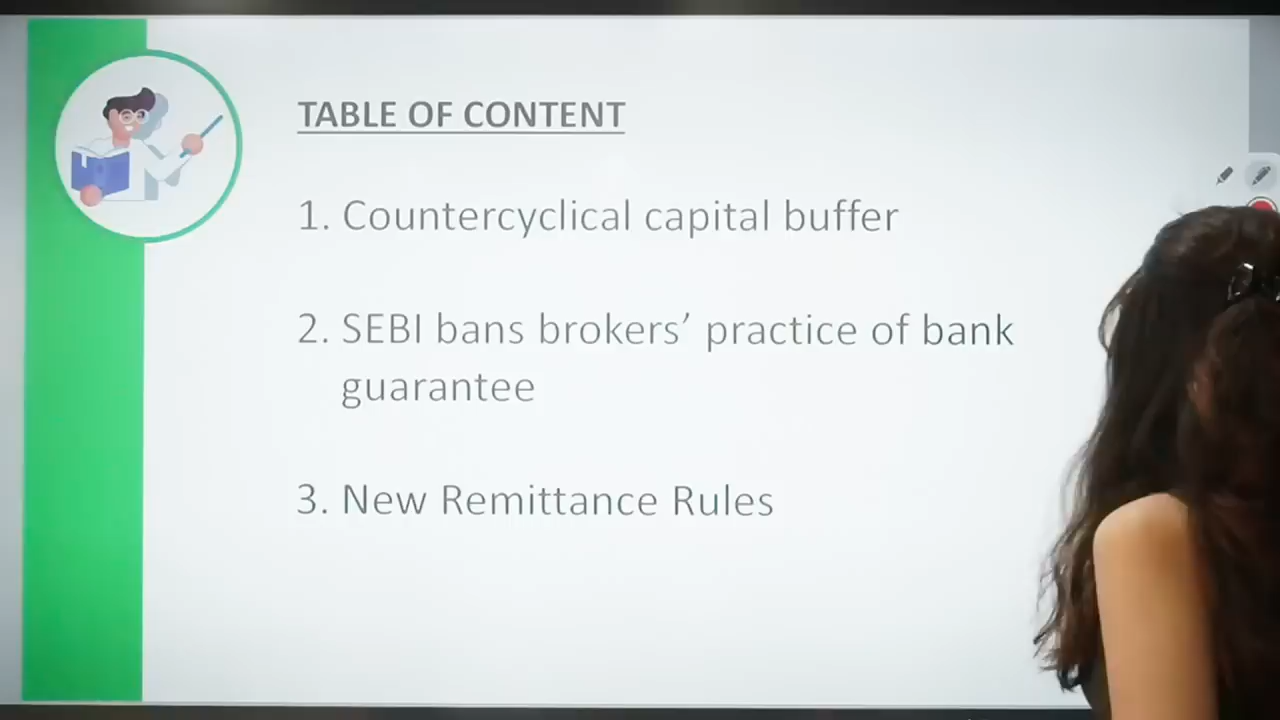 TABLE OF CONTENT
1. Countercyclical capital buffer
2. SEBI bans brokers’ practice of bank
guarantee
3. New Remittance Rules